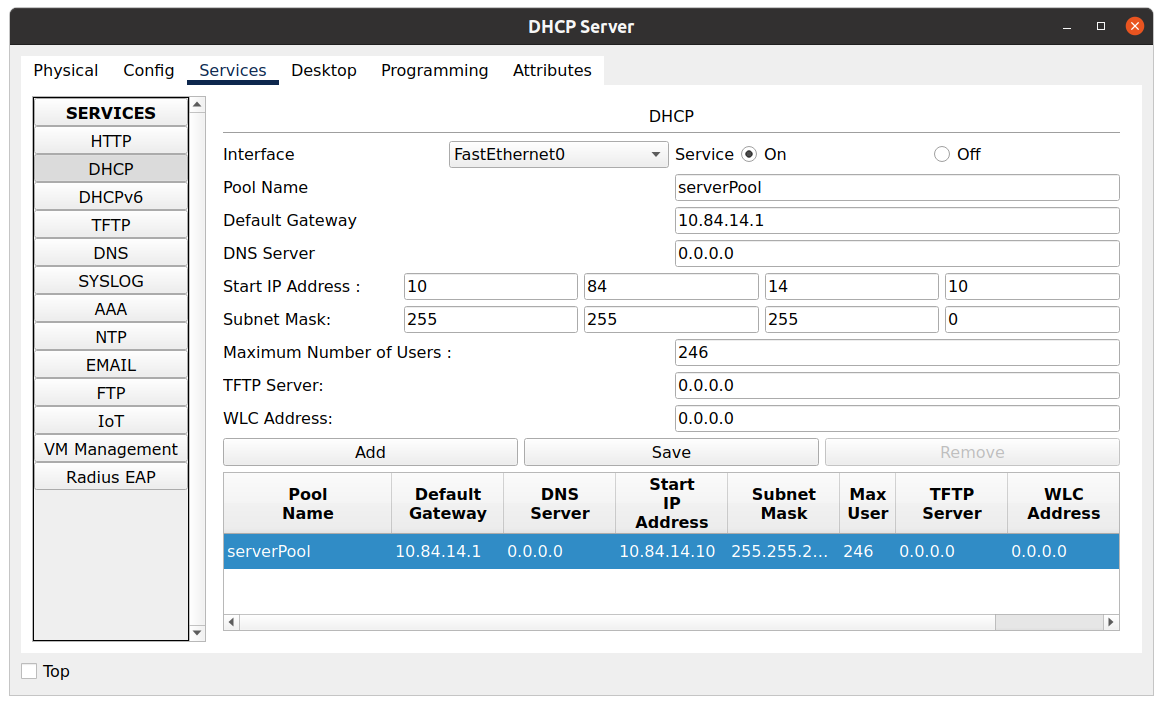 DHCP Server
Physical Config Services Desktop Programming Attributes
SERVICES
HTTP
DHCP
DHCPv6
TFTP
DNS
SYSLOG
AAA
NTP
EMAIL
FTP
IoT
VM Management
Radius EAP
DHCP
Interface FastEthernet0 Service On Off
Pool Name serverPool
Default Gateway 10.84.14.1
DNS Server 0.0.0.0
Start IP Address : 10 84 14 10
Subnet Mask: 255 255 255 0
Maximum Number of Users : 246
TFTP Server: 0.0.0.0
WLC Address: 0.0.0.0
Add Save Remove
Pool Name Default Gateway DNS Server Start IP Address Subnet Mask Max User TFTP Server WLC Address
serverPool 10.84.14.1 0.0.0.0 10.84.14.10 255.255.2... 246 0.0.0.0 0.0.0.0
Top